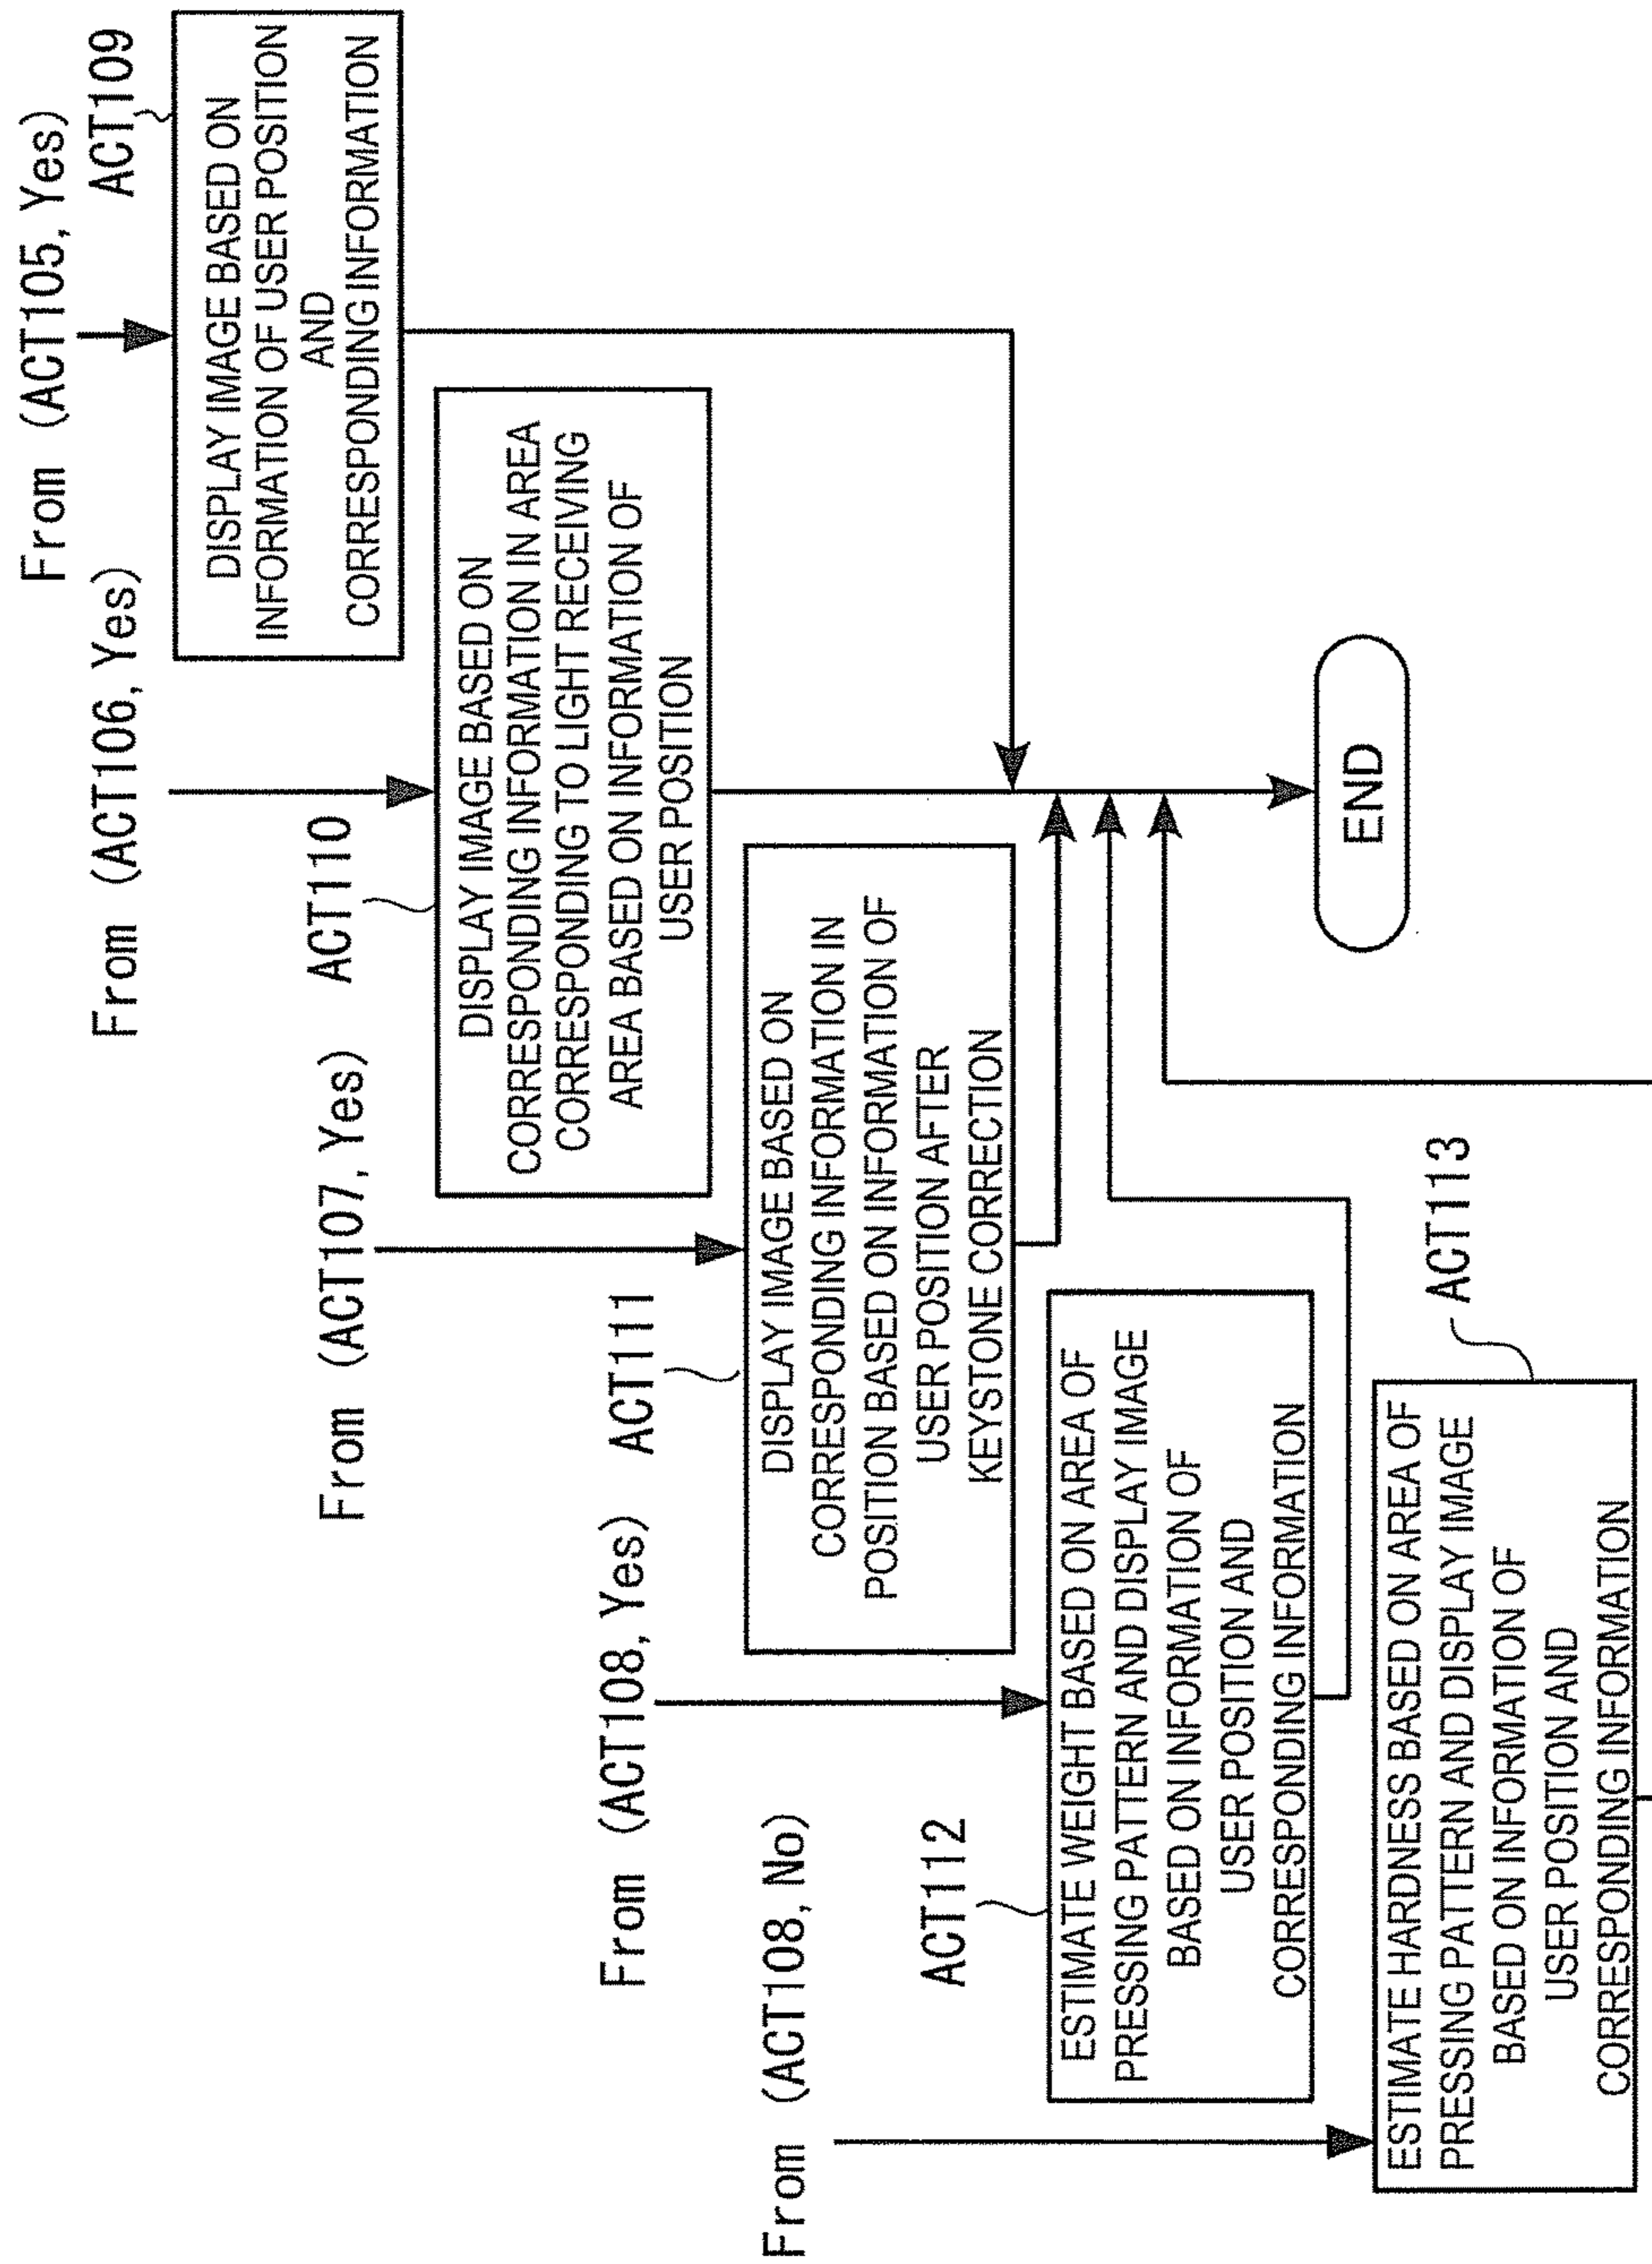 From (ACT105, Yes)
ACT109
DISPLAY IMAGE BASED ON
INFORMATION OF USER POSITION
AND
CORRESPONDING INFORMATION
From (ACT106, Yes)
ACT110
DISPLAY IMAGE BASED ON
CORRESPONDING INFORMATION IN AREA
CORRESPONDING TO LIGHT RECEIVING
AREA BASED ON INFORMATION OF
USER POSITION
From (ACT107, Yes)
ACT111
DISPLAY IMAGE BASED ON
CORRESPONDING INFORMATION IN
POSITION BASED ON INFORMATION OF
USER POSITION AFTER
KEYSTONE CORRECTION
From (ACT108, Yes)
ACT112
ESTIMATE WEIGHT BASED ON AREA OF
PRESSING PATTERN AND DISPLAY IMAGE
BASED ON INFORMATION OF
USER POSITION AND
CORRESPONDING INFORMATION
From (ACT108, No)
ACT113
ESTIMATE HARDNESS BASED ON AREA OF
PRESSING PATTERN AND DISPLAY IMAGE
BASED ON INFORMATION OF
USER POSITION AND
CORRESPONDING INFORMATION
END